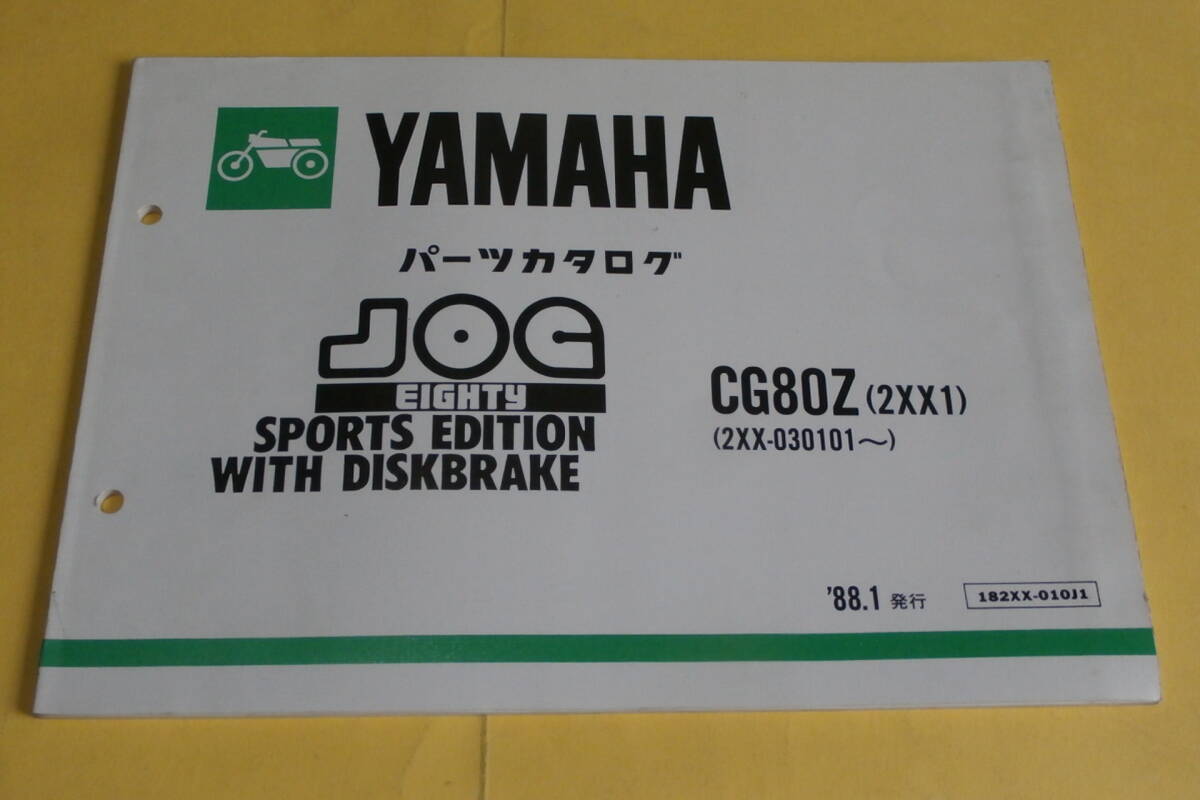 YAMAHA
パーツカタログ
JOG
EIGHTY
SPORTS EDITION
WITH DISKBRAKE
CG80Z (2XX1)
(2XX-030101～)
'88.1 発行
182XX-010J1